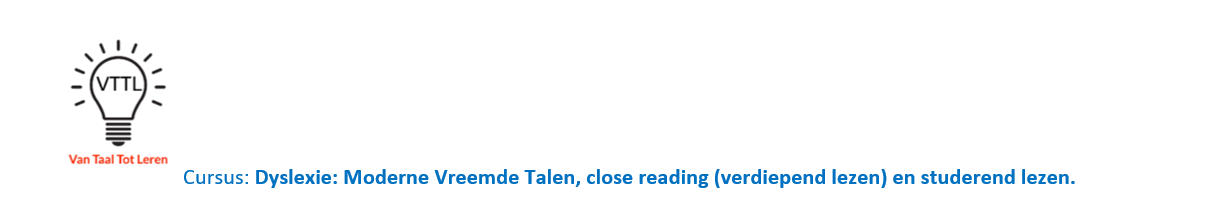 VTTL
Van Taal Tot Leren
Cursus: Dyslexie: Moderne Vreemde Talen, close reading (verdiepend lezen) en studerend lezen.